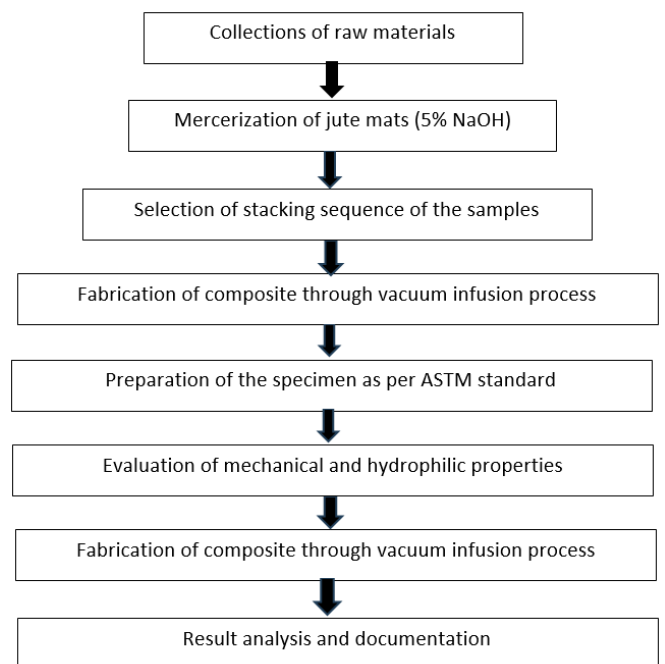 Collections of raw materials
Mercerization of jute mats (5% NaOH)
Selection of stacking sequence of the samples
Fabrication of composite through vacuum infusion process
Preparation of the specimen as per ASTM standard
Evaluation of mechanical and hydrophilic properties
Fabrication of composite through vacuum infusion process
Result analysis and documentation